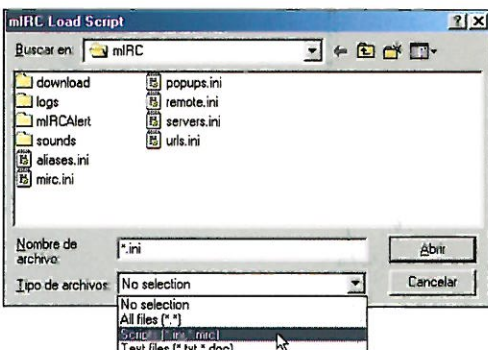 mIRC Load Script
Buscar en: mIRC
download
logs
mIRCAlert
sounds
aliases.ini
mirc.ini
popups.ini
remote.ini
servers.ini
urls.ini
Nombre de archivo:
*.ini
Abrir
Tipo de archivos:
No selection
Cancelar
No selection
All files (*.*)
Scripts (*.ini,*.mrc)
Text files (*.txt,*.doc)